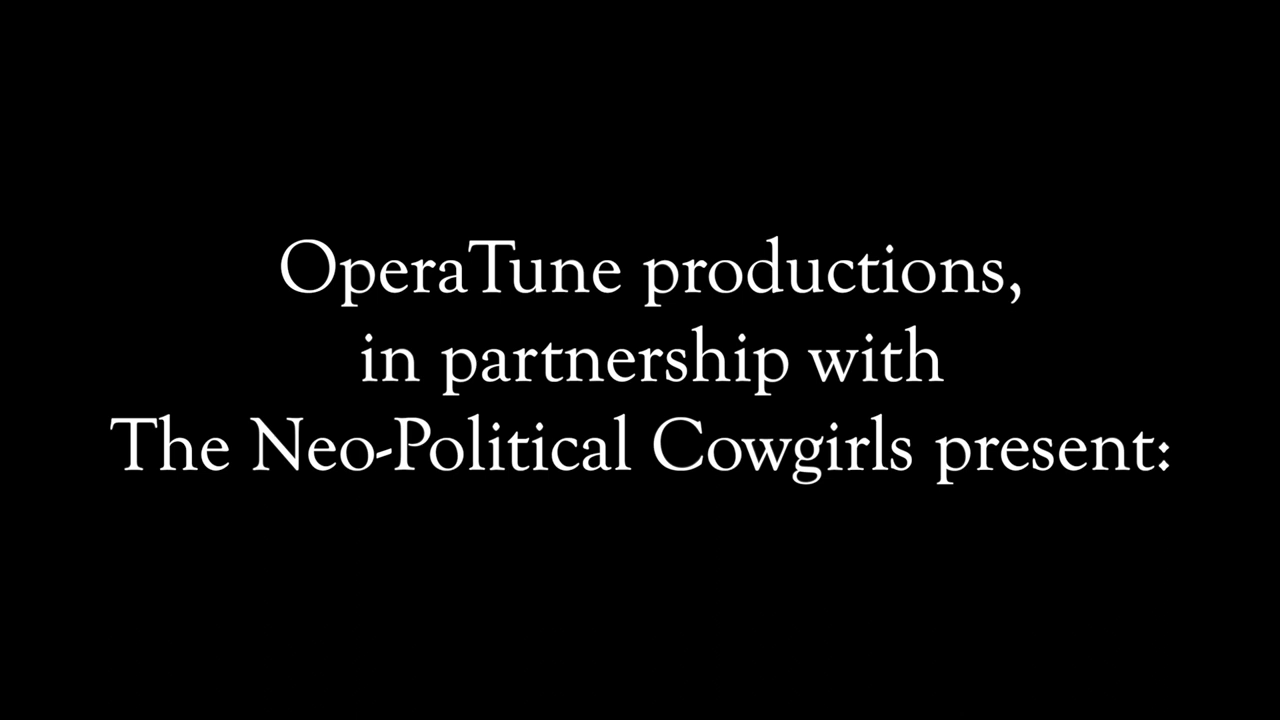 OperaTune productions,
in partnership with
The Neo-Political Cowgirls present: